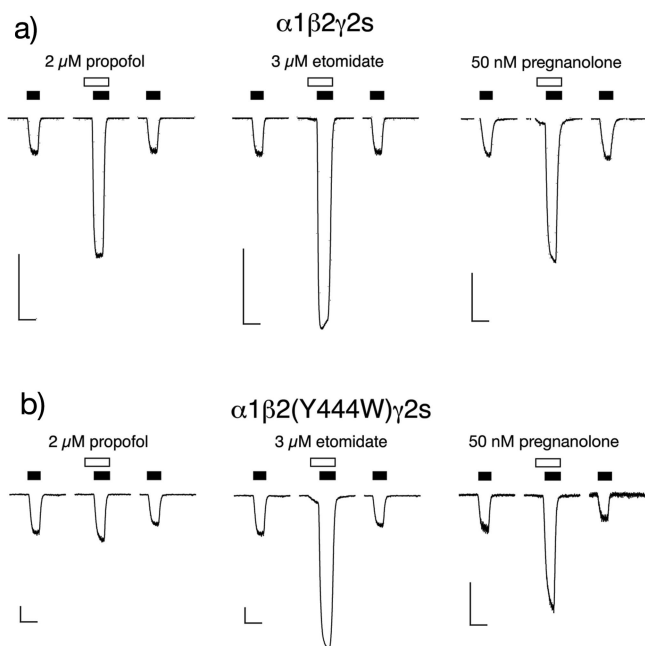 a)
α1β2γ2s
2 μM propofol
3 μM etomidate
50 nM pregnanolone
b)
α1β2(Y444W)γ2s
2 μM propofol
3 μM etomidate
50 nM pregnanolone